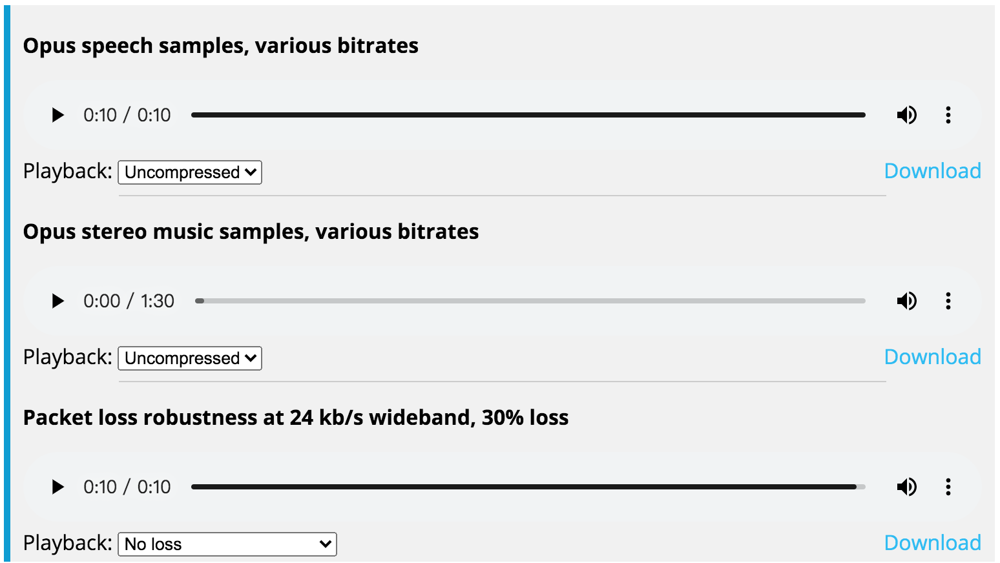 Opus speech samples, various bitrates
0:10 / 0:10
Playback: Uncompressed Download
Opus stereo music samples, various bitrates
0:00 / 1:30
Playback: Uncompressed Download
Packet loss robustness at 24 kb/s wideband, 30% loss
0:10 / 0:10
Playback: No loss Download